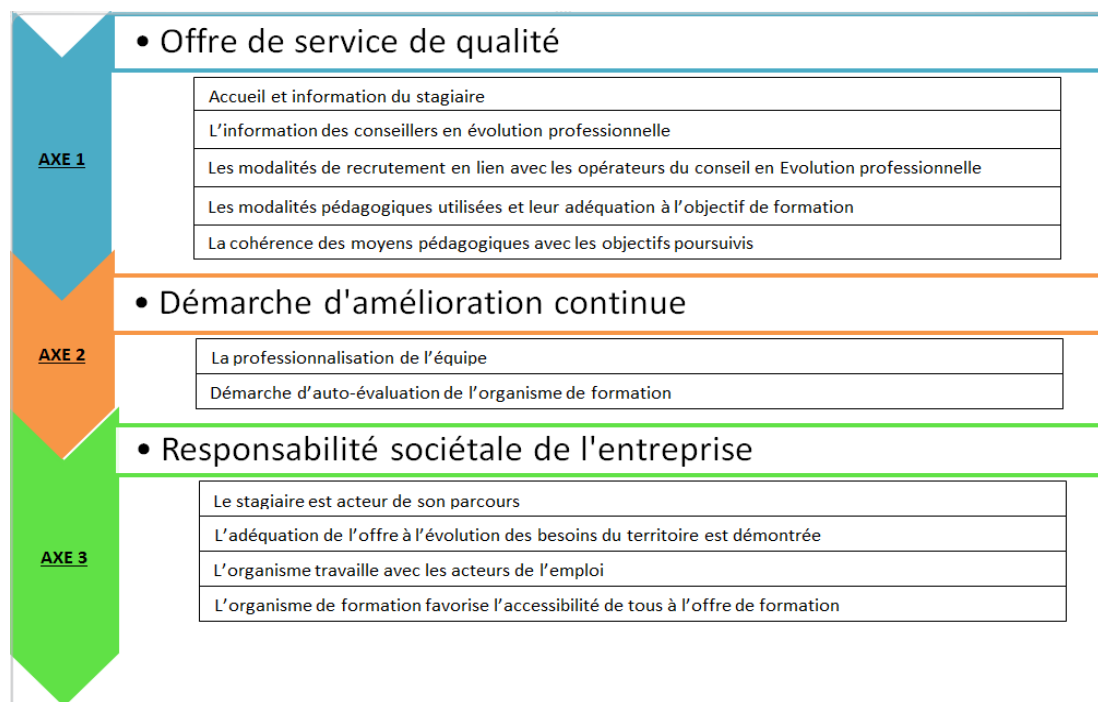 • Offre de service de qualité
AXE 1
Accueil et information du stagiaire
L'information des conseillers en évolution professionnelle
Les modalités de recrutement en lien avec les opérateurs du conseil en Evolution professionnelle
Les modalités pédagogiques utilisées et leur adéquation à l'objectif de formation
La cohérence des moyens pédagogiques avec les objectifs poursuivis
• Démarche d'amélioration continue
AXE 2
La professionnalisation de l'équipe
Démarche d'auto-évaluation de l'organisme de formation
• Responsabilité sociétale de l'entreprise
AXE 3
Le stagiaire est acteur de son parcours
L'adéquation de l'offre à l'évolution des besoins du territoire est démontrée
L'organisme travaille avec les acteurs de l'emploi
L'organisme de formation favorise l'accessibilité de tous à l'offre de formation